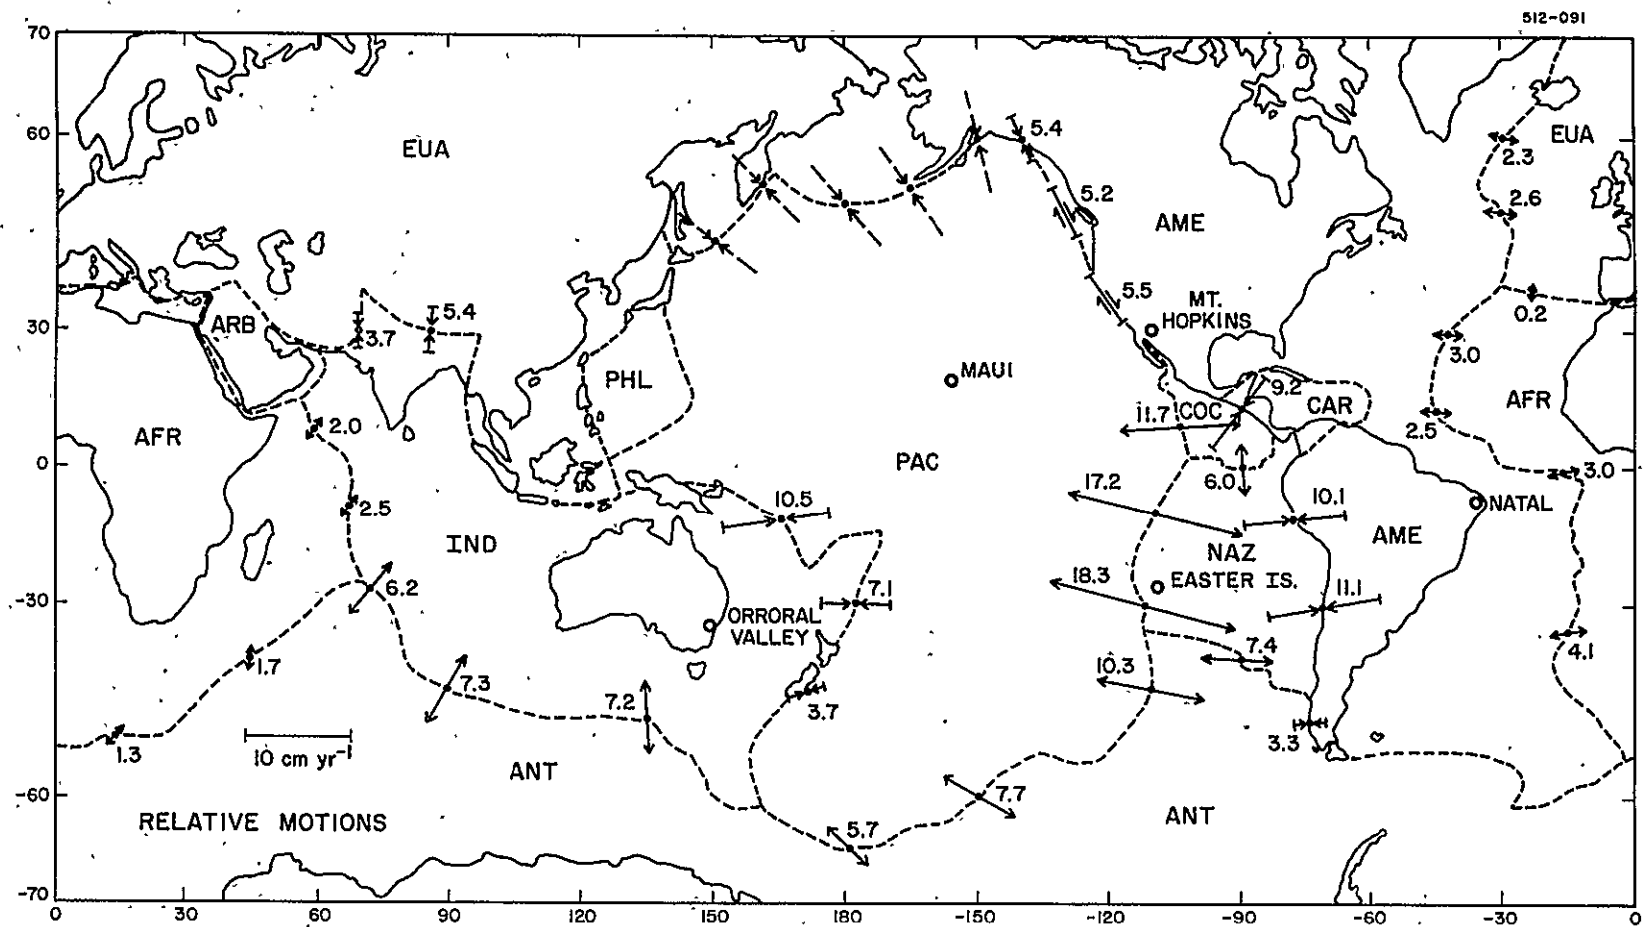 512-091
70
60
EUA
5.4
2.3
EUA
2.6
5.2
AME
5.4
3.7
ARB
5.5
MT.
HOPKINS
0.2
30
3.0
MAUI
PHL
9.2
COC
CAR
AFR
11.7
2.5
AFR
2.0
0
PAC
3.0
17.2
6.0
2.5
10.5
10.1
NATAL
IND
NAZ
AME
EASTER IS.
18.3
6.2
7.1
11.1
-30
ORRORAL
VALLEY
7.4
4.1
1.7
10.3
7.3
7.2
3.7
3.3
1.3
10 cm yr-1
ANT
-60
7.7
ANT
RELATIVE MOTIONS
5.7
-70
0 30 60 90 120 150 180 -150 -120 -90 -60 -30 0